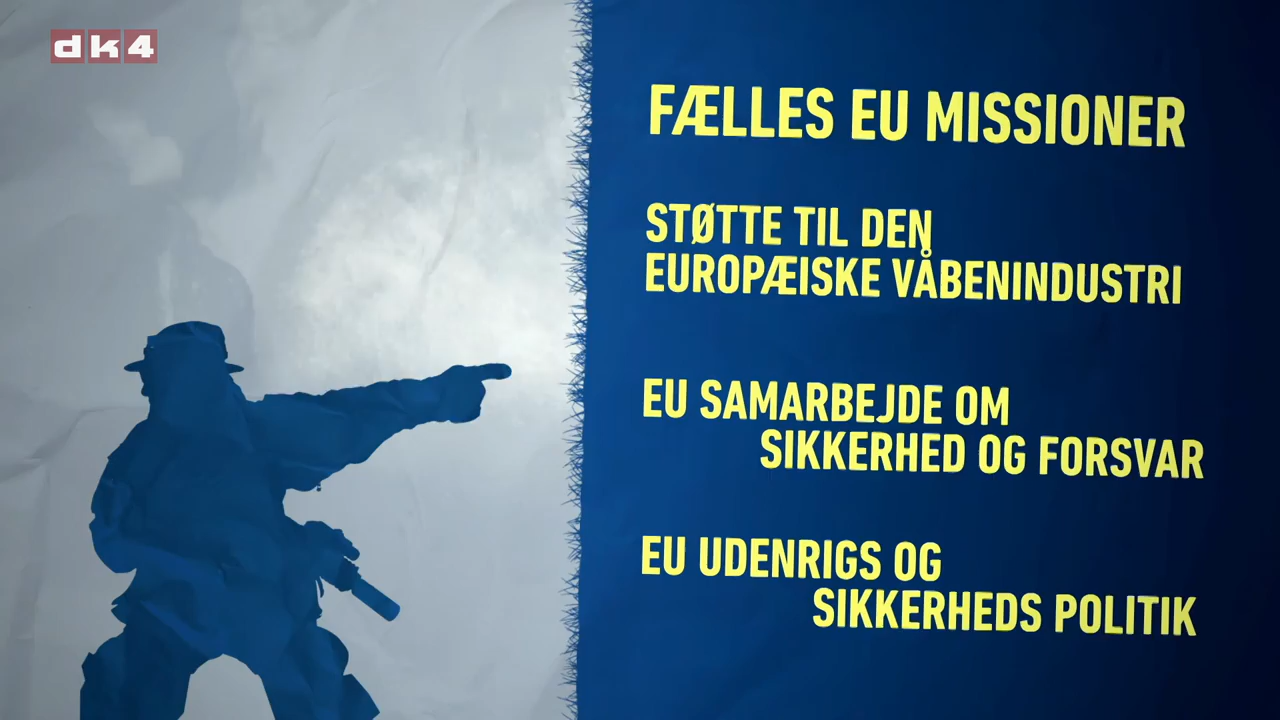 dk4
FÆLLES EU MISSIONER
STØTTE TIL DEN
EUROPÆISKE VÅBENINDUSTRI
EU SAMARBEJDE OM
SIKKERHED OG FORSVAR
EU UDENRIGS OG
SIKKERHEDS POLITIK